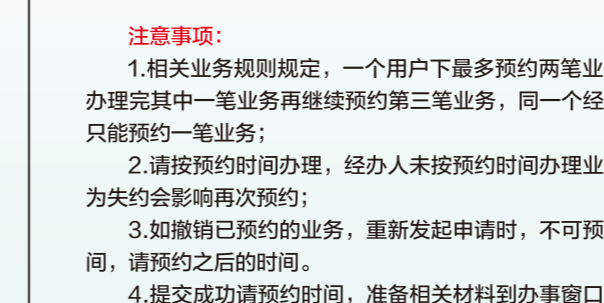 注意事项：
1.相关业务规则规定，一个用户下最多预约两笔业
办理完其中一笔业务再继续预约第三笔业务，同一个经
只能预约一笔业务；
2.请按预约时间办理，经办人未按预约时间办理业
为失约会影响再次预约；
3.如撤销已预约的业务，重新发起申请时，不可预
间，请预约之后的时间。
4.提交成功请预约时间，准备相关材料到办事窗口